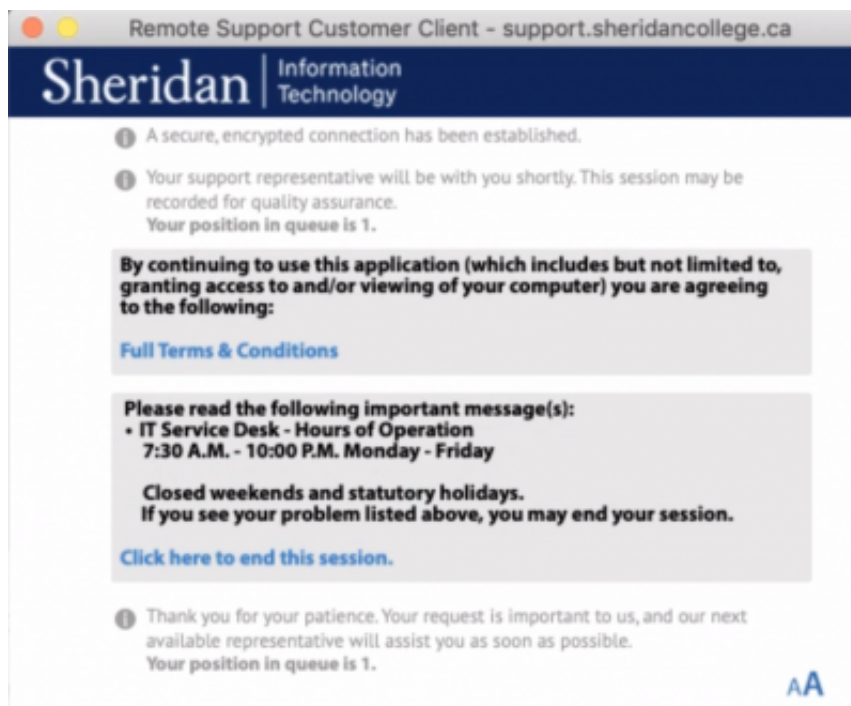 Remote Support Customer Client - support.sheridancollege.ca
Sheridan
Information
Technology
A secure, encrypted connection has been established.
Your support representative will be with you shortly. This session may be
recorded for quality assurance.
Your position in queue is 1.
By continuing to use this application (which includes but not limited to,
granting access to and/or viewing of your computer) you are agreeing
to the following:
Full Terms & Conditions
Please read the following important message(s):
• IT Service Desk - Hours of Operation
7:30 A.M. - 10:00 P.M. Monday - Friday
Closed weekends and statutory holidays.
If you see your problem listed above, you may end your session.
Click here to end this session.
Thank you for your patience. Your request is important to us, and our next
available representative will assist you as soon as possible.
Your position in queue is 1.
AA